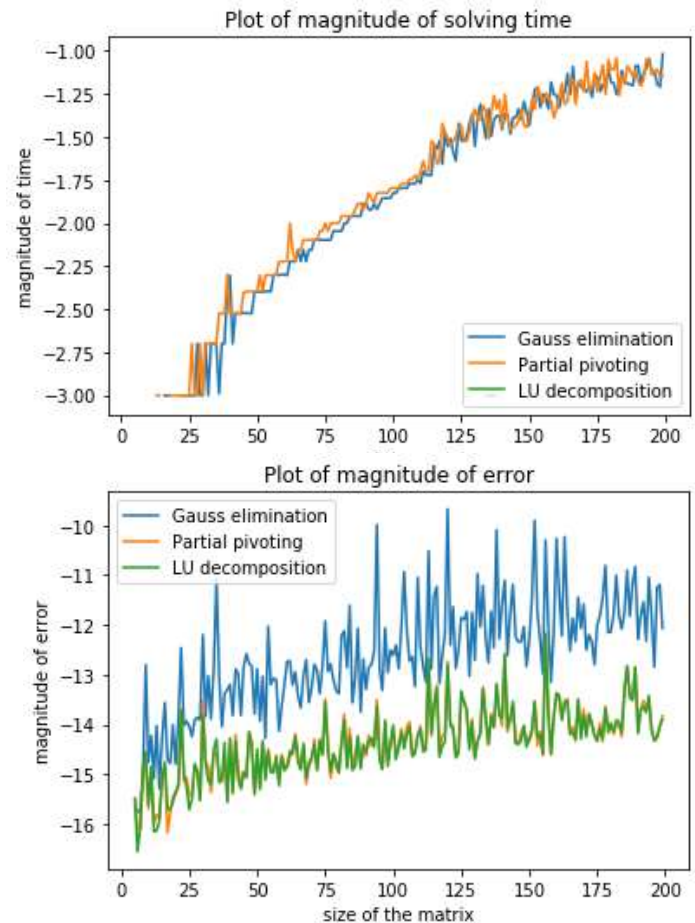 Plot of magnitude of solving time
−1.00
−1.25
−1.50
−1.75
−2.00
−2.25
−2.50
−2.75
−3.00
magnitude of time
Gauss elimination
Partial pivoting
LU decomposition
0 25 50 75 100 125 150 175 200
Plot of magnitude of error
−10
−11
−12
−13
−14
−15
−16
magnitude of error
Gauss elimination
Partial pivoting
LU decomposition
0 25 50 75 100 125 150 175 200
size of the matrix